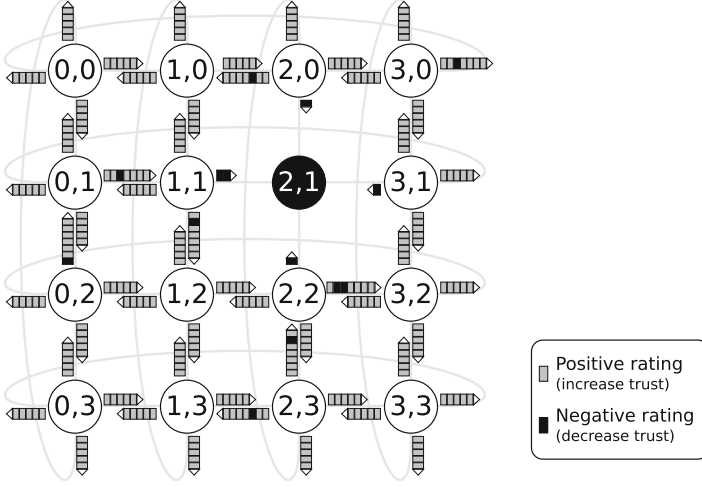 0,0 1,0 2,0 3,0
0,1 1,1 2,1 3,1
0,2 1,2 2,2 3,2
0,3 1,3 2,3 3,3
Positive rating
(increase trust)
Negative rating
(decrease trust)